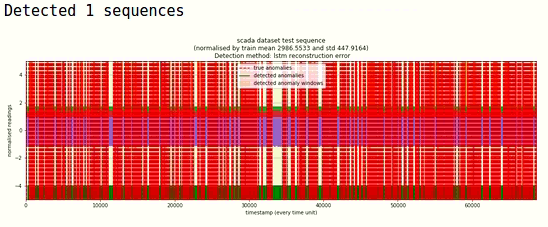 Detected 1 sequences
scada dataset test sequence
(normalised by train mean 2986.5533 and std 447.9164)
Detection method: lstm reconstruction error
true anomalies
detected anomalies
detected anomaly windows
normalised readings
4
2
0
−2
−4
0
10000
20000
30000
40000
50000
60000
timestamp (every time unit)